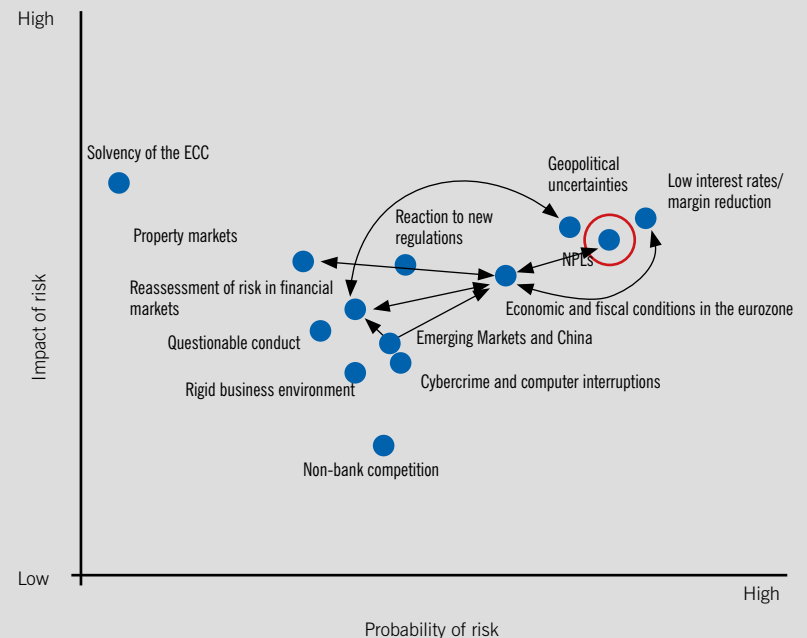 High
Solvency of the ECC
Geopolitical
uncertainties
Low interest rates/
margin reduction
Property markets
Reaction to new
regulations
NPLs
Reassessment of risk in financial
markets
Economic and fiscal conditions in the eurozone
Questionable conduct
Emerging Markets and China
Rigid business environment
Cybercrime and computer interruptions
Non-bank competition
Impact of risk
Low
High
Probability of risk